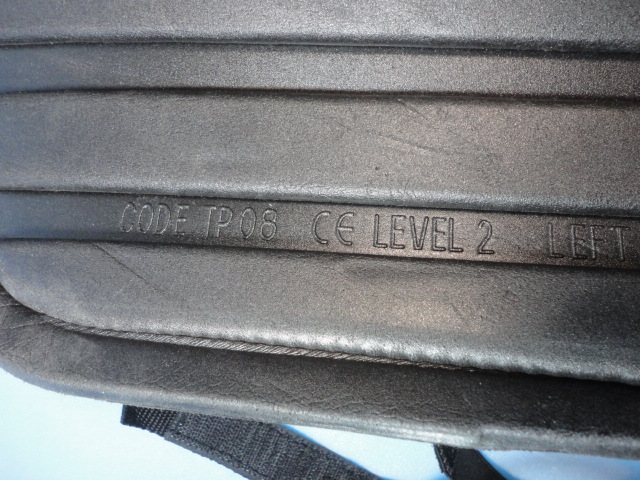 CODE TP08 CE LEVEL 2 LEFT